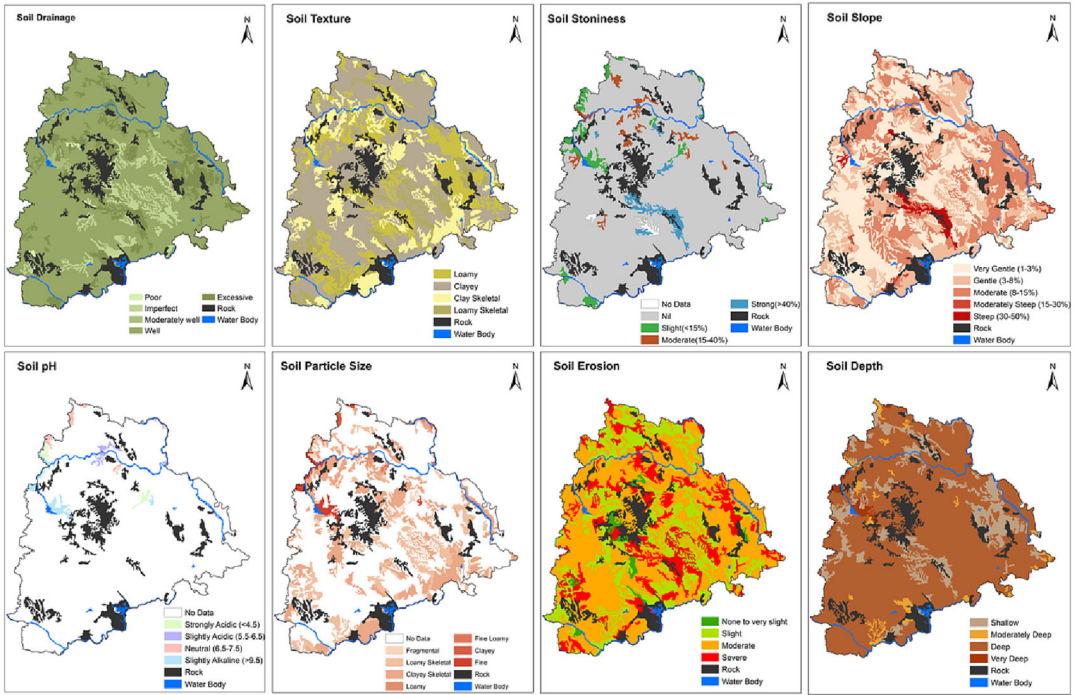 Soil Drainage
N
Poor
Imperfect
Moderately well
Well
Excessive
Rock
Water Body
Soil Texture
N
Loamy
Clayey
Clay Skeletal
Loamy Skeletal
Rock
Water Body
Soil Stoniness
N
No Data
Nil
Slight(<15%)
Moderate(15-40%)
Strong(>40%)
Rock
Water Body
Soil Slope
N
Very Gentle (1-3%)
Gentle (3-8%)
Moderate (8-15%)
Moderately Steep (15-30%)
Steep (30-50%)
Rock
Water Body
Soil pH
N
No Data
Strongly Acidic (<4.5)
Slightly Acidic (5.5-6.5)
Neutral (6.5-7.5)
Slightly Alkaline (>9.5)
Rock
Water Body
Soil Particle Size
N
No Data
Fragmental
Loamy Skeletal
Clayey Skeletal
Loamy
Fine Loamy
Clayey
Fine
Rock
Water Body
Soil Erosion
N
None to very slight
Slight
Moderate
Severe
Rock
Water Body
Soil Depth
N
Shallow
Moderately Deep
Deep
Very Deep
Rock
Water Body